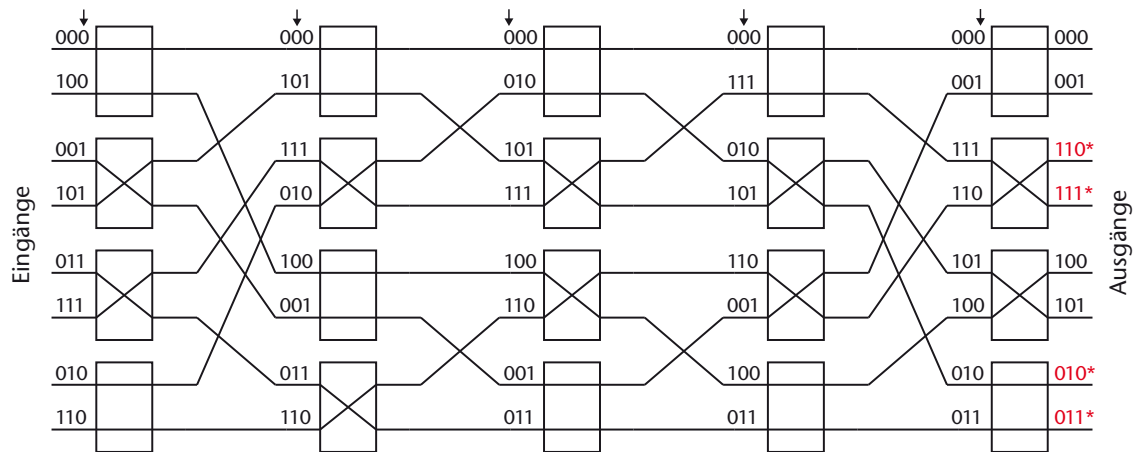 000 000 000 000 000 000
100 101 010 111 001 001
001 111 101 010 111 110*
101 010 111 101 110 111*
011 100 100 110 101 100
111 001 110 001 100 101
010 011 001 100 010 010*
110 110 011 011 011 011*
Eingänge
Ausgänge